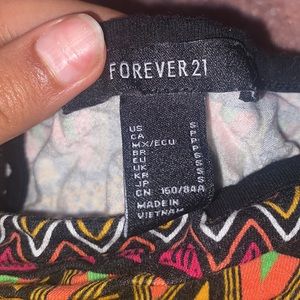 FOREVER 21
US S
CA S
MX/ECU P
BR P
EU S
UK S
KR S
JP S
CN 160/84A
MADE IN
VIETNAM